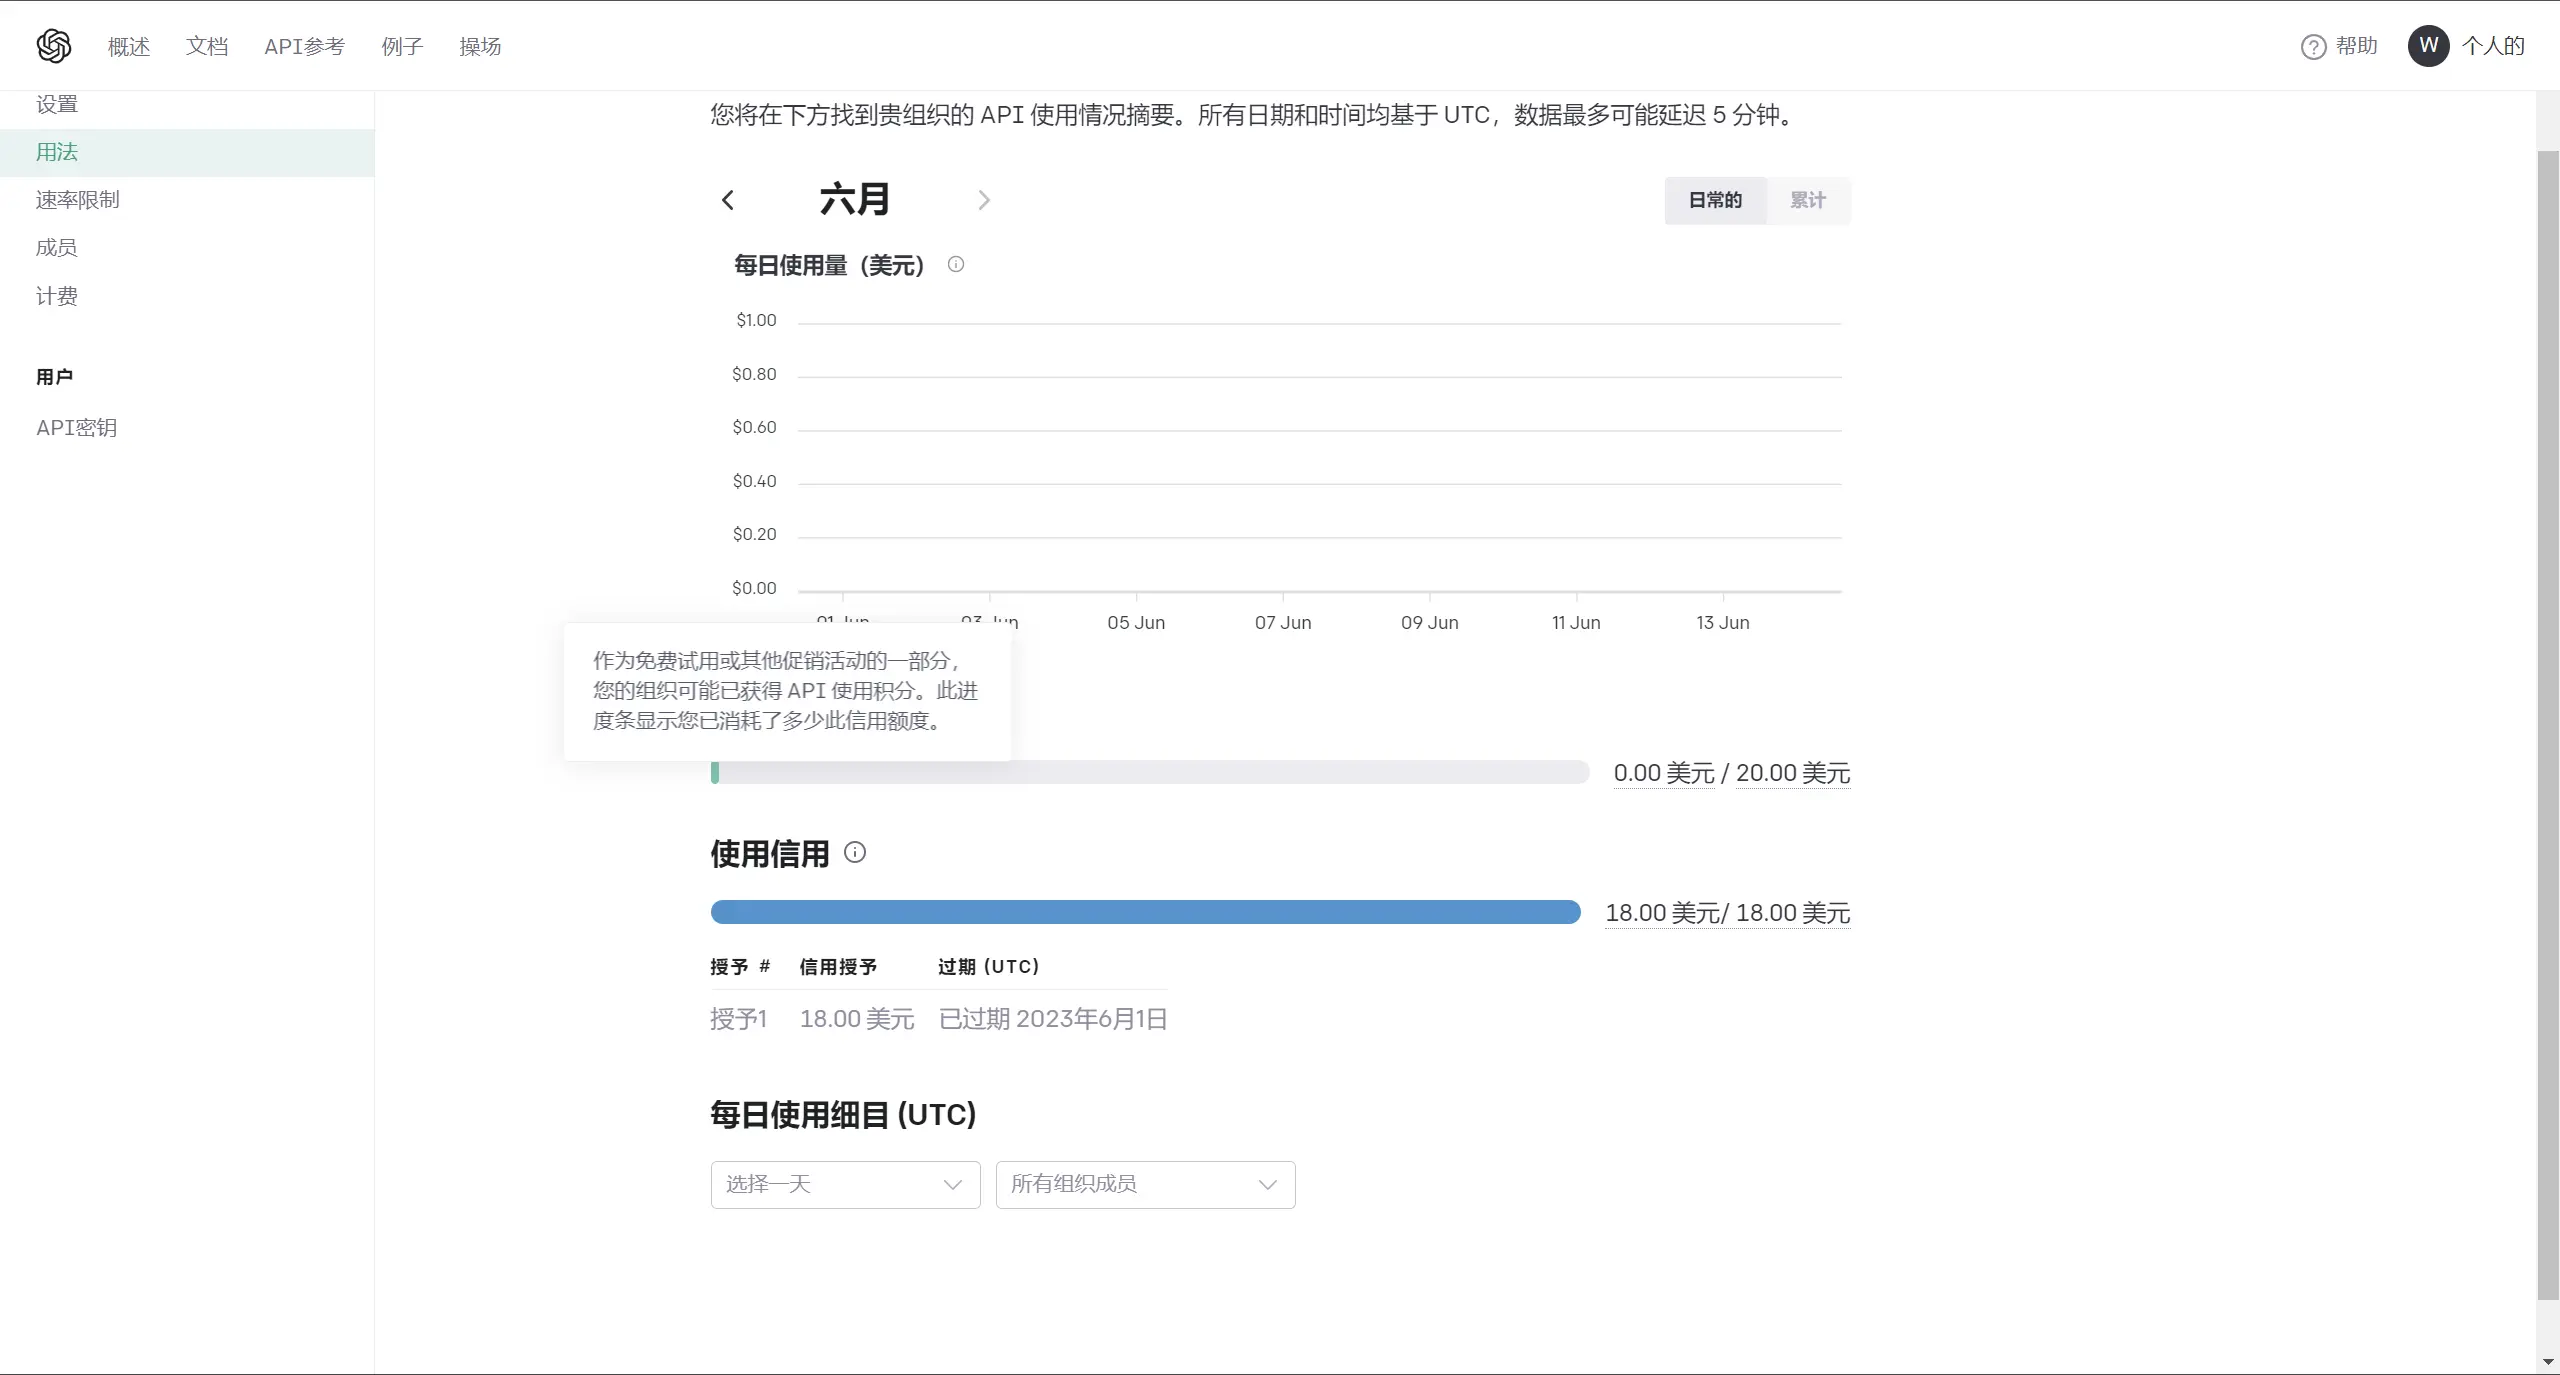 概述 文档 API参考 例子 操场 帮助 W 个人的
设置
用法
速率限制
成员
计费
用户
API密钥
您将在下方找到贵组织的 API 使用情况摘要。所有日期和时间均基于 UTC，数据最多可能延迟 5 分钟。
六月
日常的 累计
每日使用量（美元）
$1.00
$0.80
$0.60
$0.40
$0.20
$0.00
01 Jun 03 Jun 05 Jun 07 Jun 09 Jun 11 Jun 13 Jun
作为免费试用或其他促销活动的一部分，
您的组织可能已获得 API 使用积分。此进
度条显示您已消耗了多少此信用额度。
0.00 美元 / 20.00 美元
使用信用
18.00 美元/ 18.00 美元
授予 # 信用授予 过期 (UTC)
授予1 18.00 美元 已过期 2023年6月1日
每日使用细目 (UTC)
选择一天 所有组织成员